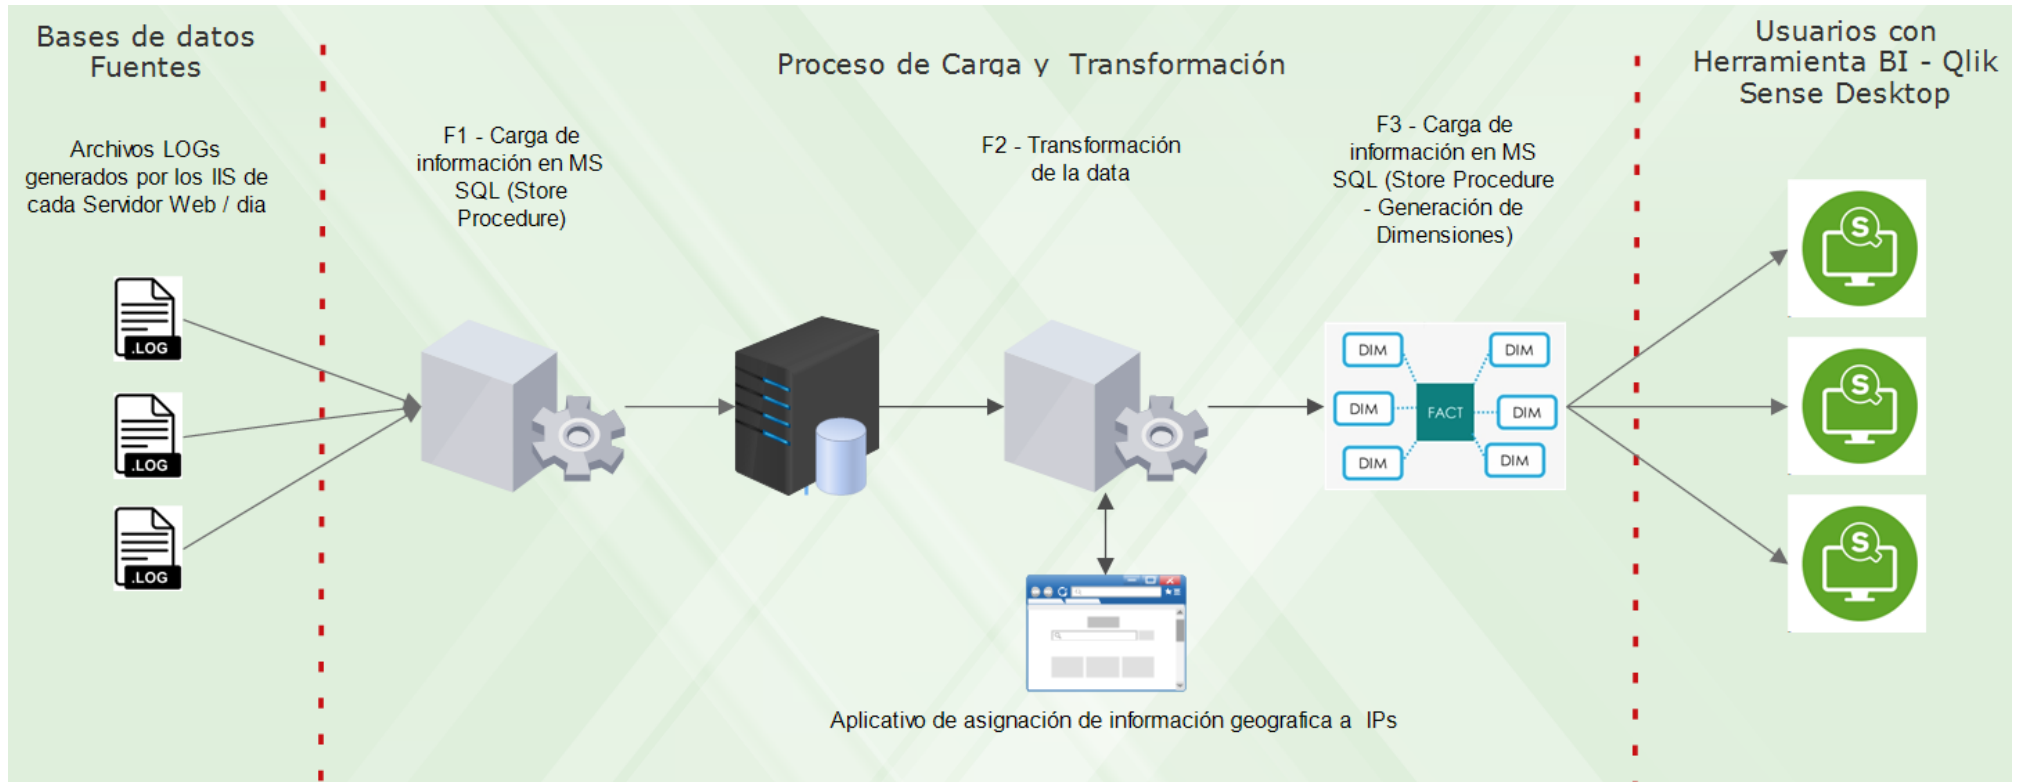 Bases de datos
Fuentes
Proceso de Carga y Transformación
Usuarios con
Herramienta BI - Qlik
Sense Desktop
Archivos LOGs
generados por los IIS de
cada Servidor Web / dia
F1 - Carga de
información en MS
SQL (Store
Procedure)
F2 - Transformación
de la data
F3 - Carga de
información en MS
SQL (Store Procedure
- Generación de
Dimensiones)
.LOG
.LOG
.LOG
DIM
DIM
DIM
FACT
DIM
DIM
DIM
S
S
S
Aplicativo de asignación de información geografica a IPs